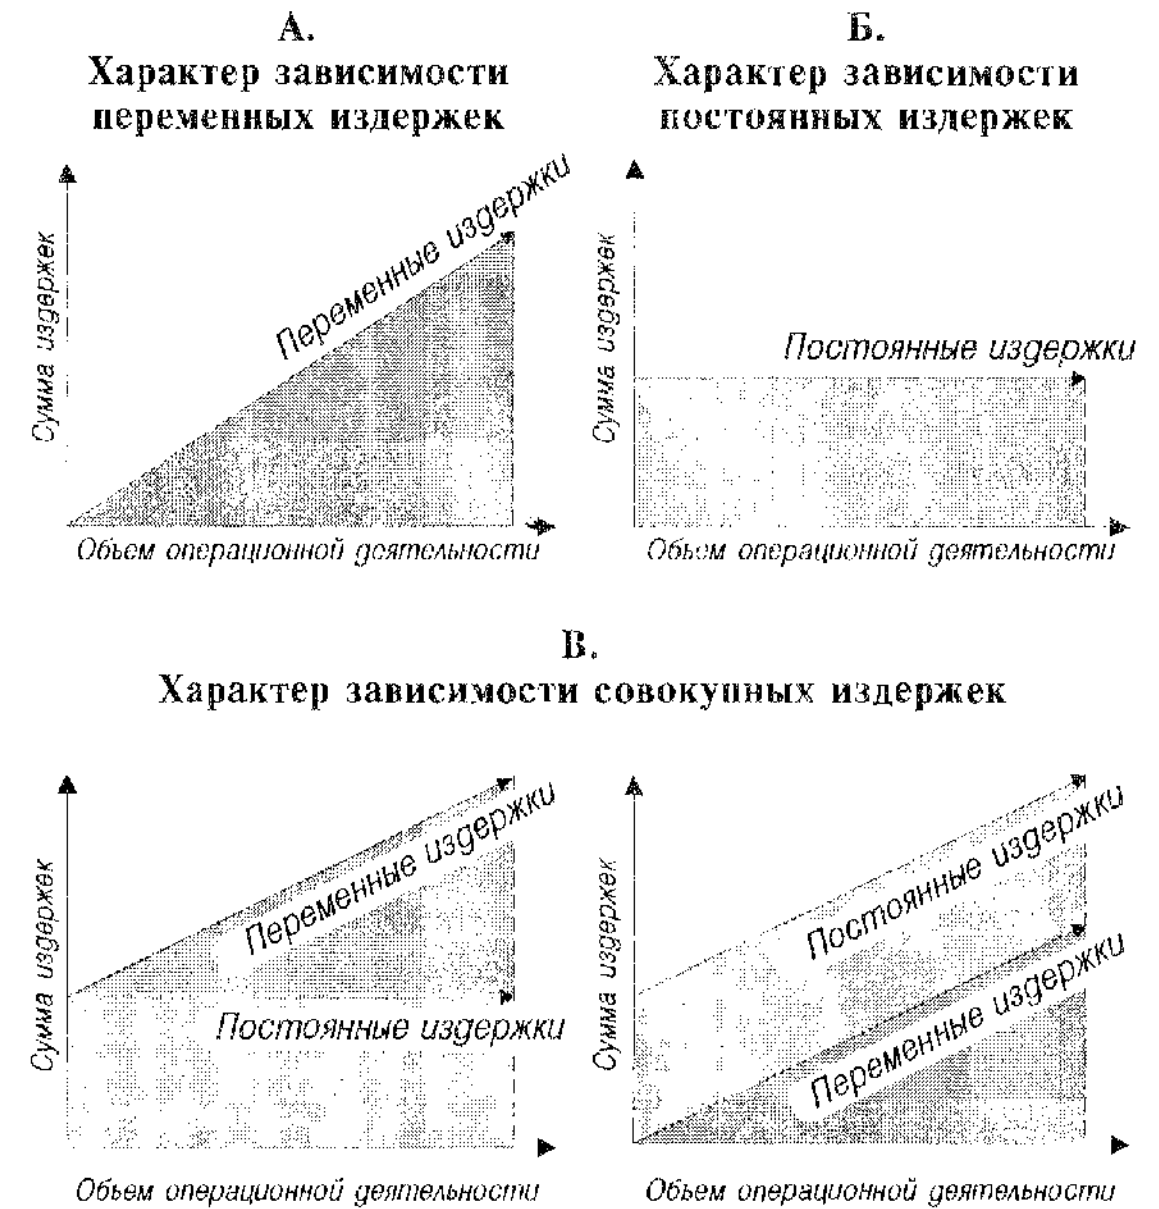 А.
Характер зависимости
переменных издержек
Б.
Характер зависимости
постоянных издержек
Сумма издержек
Переменные издержки
Объем операционной деятельности
Сумма издержек
Постоянные издержки
Объем операционной деятельности
В.
Характер зависимости совокупных издержек
Сумма издержек
Переменные издержки
Постоянные издержки
Объем операционной деятельности
Сумма издержек
Постоянные издержки
Переменные издержки
Объем операционной деятельности